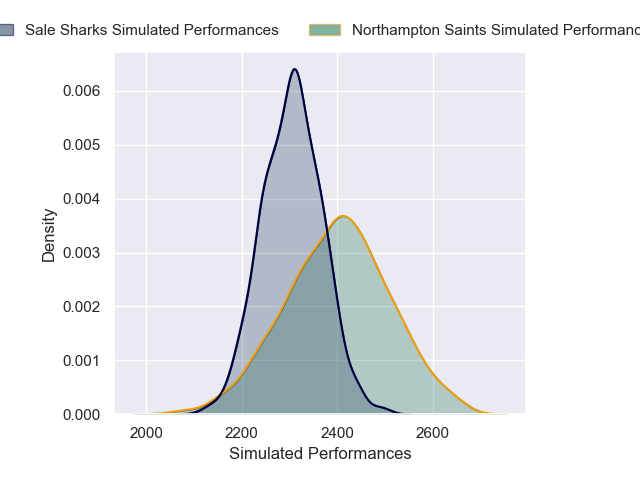 Sale Sharks Simulated Performances Northampton Saints Simulated Performanc
0.006
0.005
0.004
0.003
0.002
0.001
0.000
Density
2000 2200 2400 2600
Simulated Performances